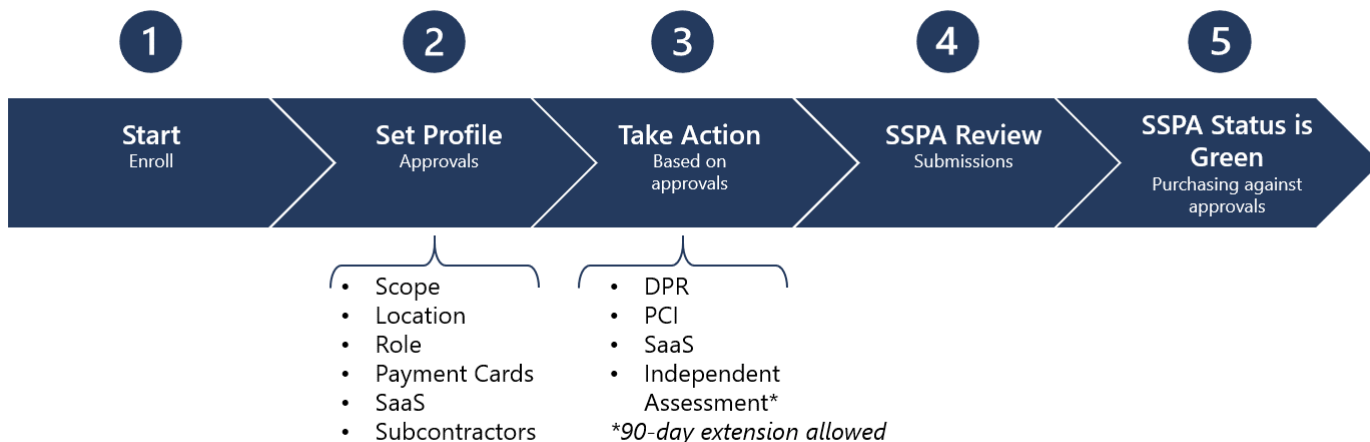 1
2
3
4
5
Start
Enroll
Set Profile
Approvals
Take Action
Based on
approvals
SSPA Review
Submissions
SSPA Status is
Green
Purchasing against
approvals
• Scope
• Location
• Role
• Payment Cards
• SaaS
• Subcontractors
• DPR
• PCI
• SaaS
• Independent
Assessment*
*90-day extension allowed